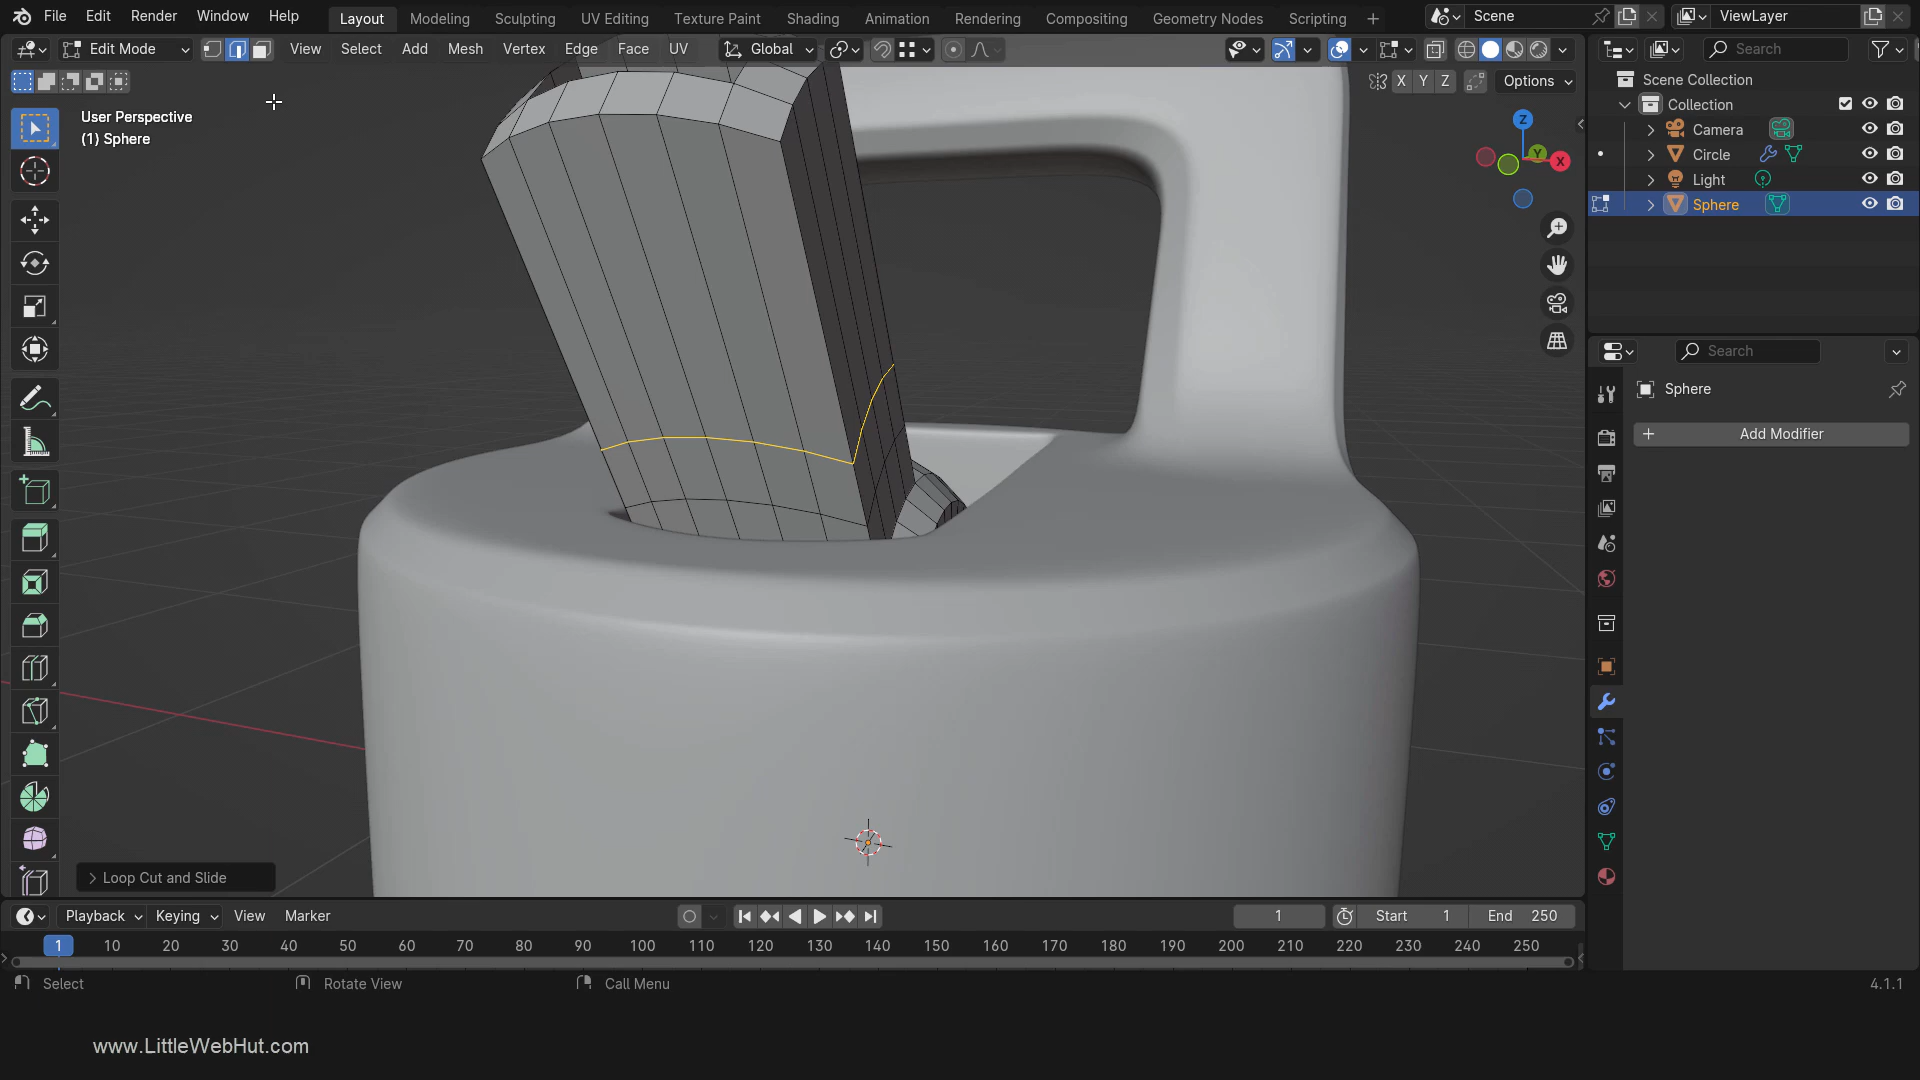 File Edit Render Window Help Layout Modeling Sculpting UV Editing Texture Paint Shading Animation Rendering Compositing Geometry Nodes Scripting + Scene ViewLayer
Edit Mode View Select Add Mesh Vertex Edge Face UV Global Search
X Y Z Options
User Perspective
(1) Sphere
Z
Y
X
Scene Collection
Collection
Camera
Circle
Light
Sphere
Search
Sphere
+ Add Modifier
Loop Cut and Slide
Playback Keying View Marker 1 Start 1 End 250
1 10 20 30 40 50 60 70 80 90 100 110 120 130 140 150 160 170 180 190 200 210 220 230 240 250
Select Rotate View Call Menu 4.1.1
www.LittleWebHut.com